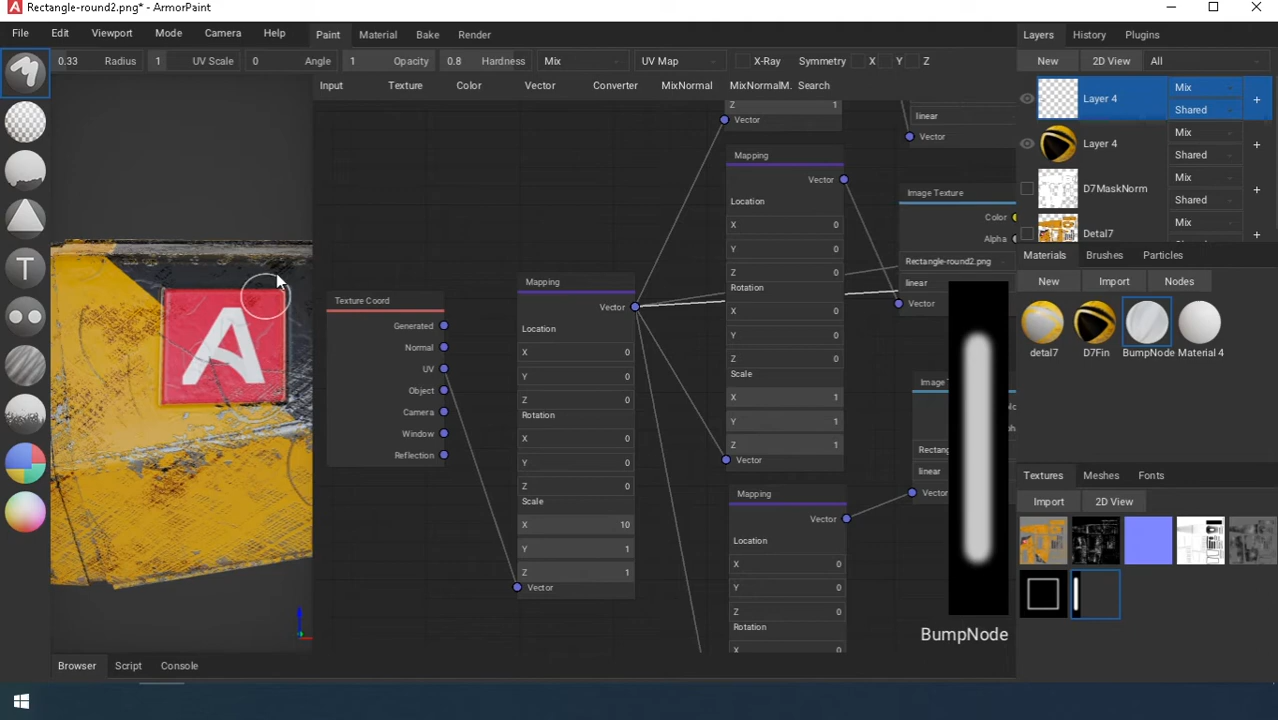 Rectangle-round2.png* - ArmorPaint
File Edit Viewport Mode Camera Help Paint Material Bake Render Layers History Plugins
0.33 Radius 1 UV Scale 0 Angle 1 Opacity 0.8 Hardness Mix UV Map X-Ray Symmetry X Y Z New 2D View All
Input Texture Color Vector Converter MixNormal MixNormalM. Search
Layer 4 Mix
Shared
Layer 4 Mix
Shared
D7MaskNorm Mix
Shared
Detal7 Mix
Z 1
Vector
linear
Vector
Mapping
Vector
Location
X 0
Y 0
Z 0
Rotation
X 0
Y 0
Z 0
Scale
X 1
Y 1
Z 1
Vector
Image Texture
Color
Alpha
Rectangle-round2.png
linear
Vector
Texture Coord
Generated
Normal
UV
Object
Camera
Window
Reflection
Mapping
Vector
Location
X 0
Y 0
Z 0
Rotation
X 0
Y 0
Z 0
Scale
X 10
Y 1
Z 1
Vector
Image T
Rectang
linear
Vector
Mapping
Vector
Location
X 0
Y 0
Z 0
Rotation
X 0
BumpNode
A
T
Materials Brushes Particles
New Import Nodes
detal7 D7Fin BumpNode Material 4
Textures Meshes Fonts
Import 2D View
Browser Script Console